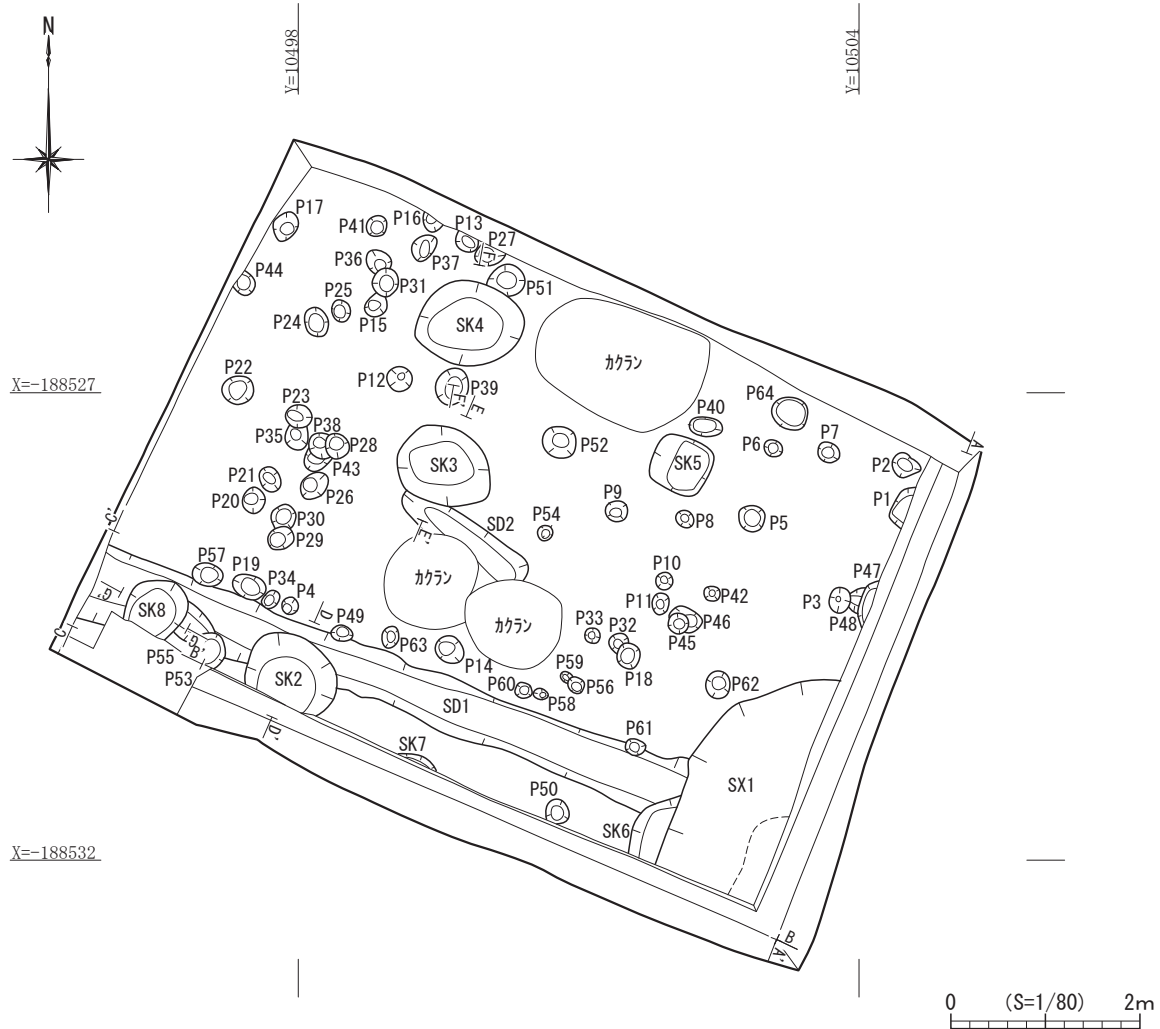 N
Y=10498
Y=10504
X=-188527
X=-188532
P17
P41
P16
P13
P27
P37
P36
P31
P51
P44
P25
P24
P15
SK4
カクラン
P22
P12
P39
E'
F
P64
P40
P7
P6
A
P23
P38
P35
P28
P52
SK5
P2
P43
SK3
P21
P20
P26
P1
P9
P8
P5
P30
SD2
P54
P29
C'
F'
P57
カクラン
P10
P47
P19
P34
P4
P42
P3
G'
D
P11
P48
SK8
P49
カクラン
P33
P32
P46
P45
C
G'
B'
P63
P14
P59
P18
P55
P56
P62
P53
SK2
P60
P58
SD1
D'
SK7
P61
SX1
P50
SK6
B
A'
0 (S=1/80) 2m